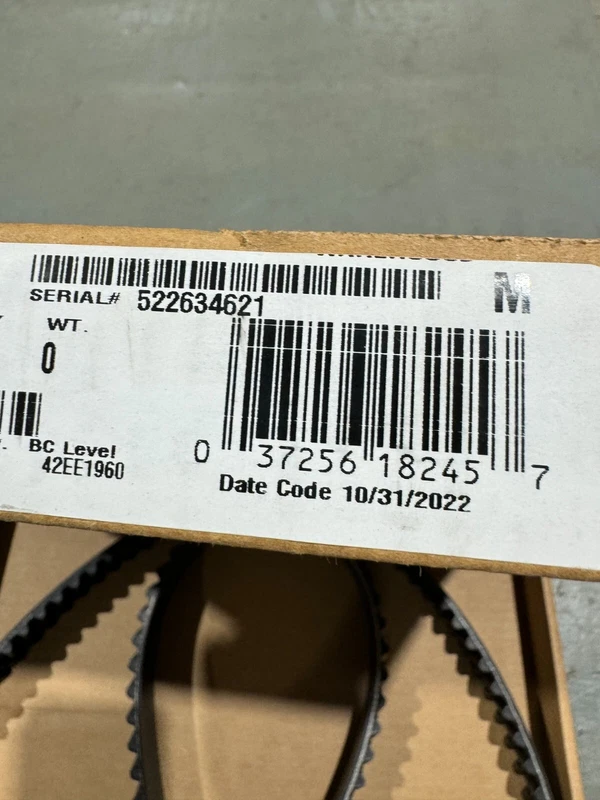 M
SERIAL# 522634621
WT.
0
BC Level
42EE1960
0 37256 18245 7
Date Code 10/31/2022